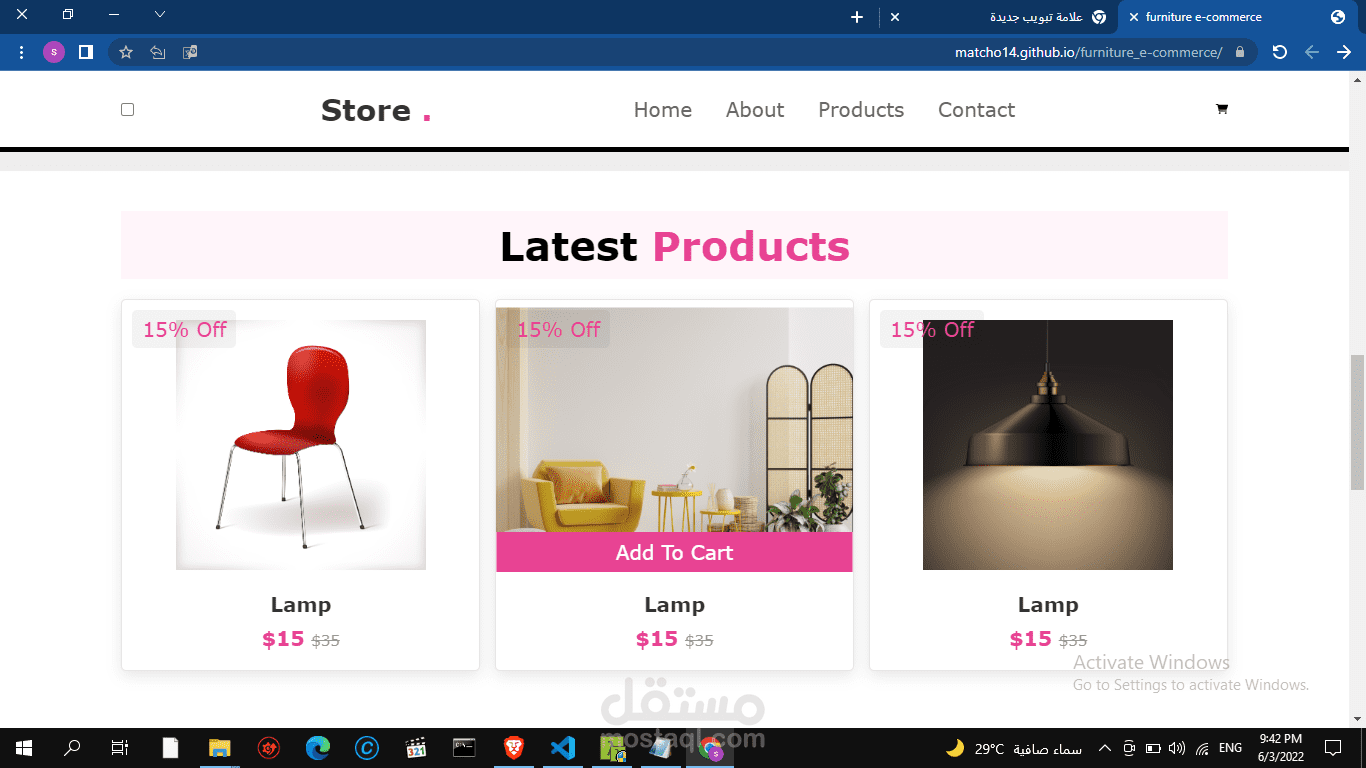 علامة تبويب جديدة
furniture e-commerce
S
matcho14.github.io/furniture_e-commerce/
Store .
Home About Products Contact
Latest Products
15% Off
15% Off
15% Off
Add To Cart
Lamp
$15 $35
Lamp
$15 $35
Lamp
$15 $35
Activate Windows
Go to Settings to activate Windows.
مستقل
mostaql.com
321
29°C سماء صافية
ENG
9:42 PM
6/3/2022